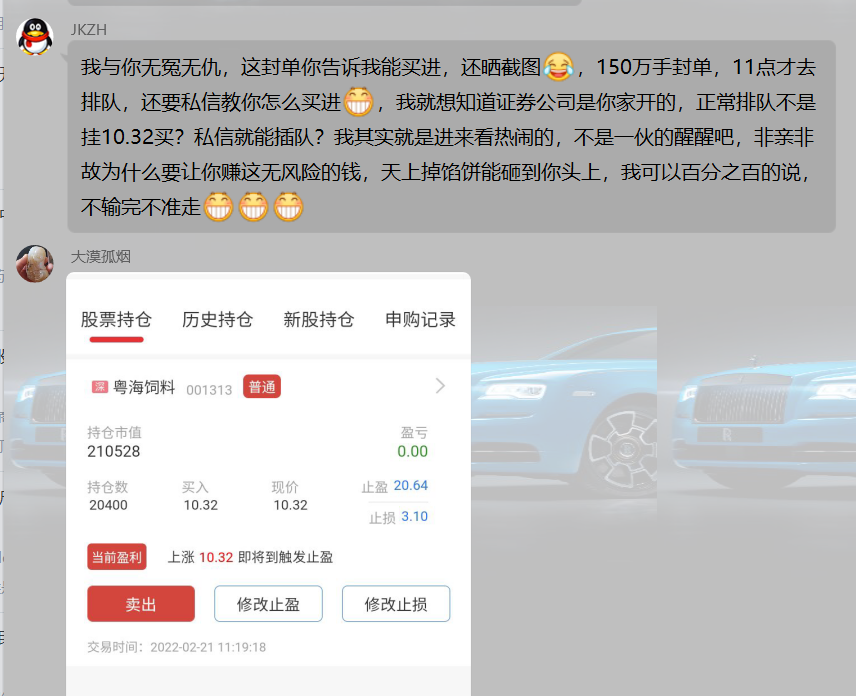 JKZH
我与你无冤无仇，这封单你告诉我能买进，还晒截图😂，150万手封单，11点才去
排队，还要私信教你怎么买进😁，我就想知道证券公司是你家开的，正常排队不是
挂10.32买？私信就能插队？我其实就是进来看热闹的，不是一伙的醒醒吧，非亲非
故为什么要让你赚这无风险的钱，天上掉馅饼能砸到你头上，我可以百分之百的说，
不输完不准走😁😁😁
大漠孤烟
股票持仓 历史持仓 新股持仓 申购记录
深 粤海饲料 001313 普通
持仓市值 盈亏
210528 0.00
持仓数 买入 现价 止盈 20.64
20400 10.32 10.32
止损 3.10
当前盈利 上涨 10.32 即将到触发止盈
卖出 修改止盈 修改止损
交易时间：2022-02-21 11:19:18